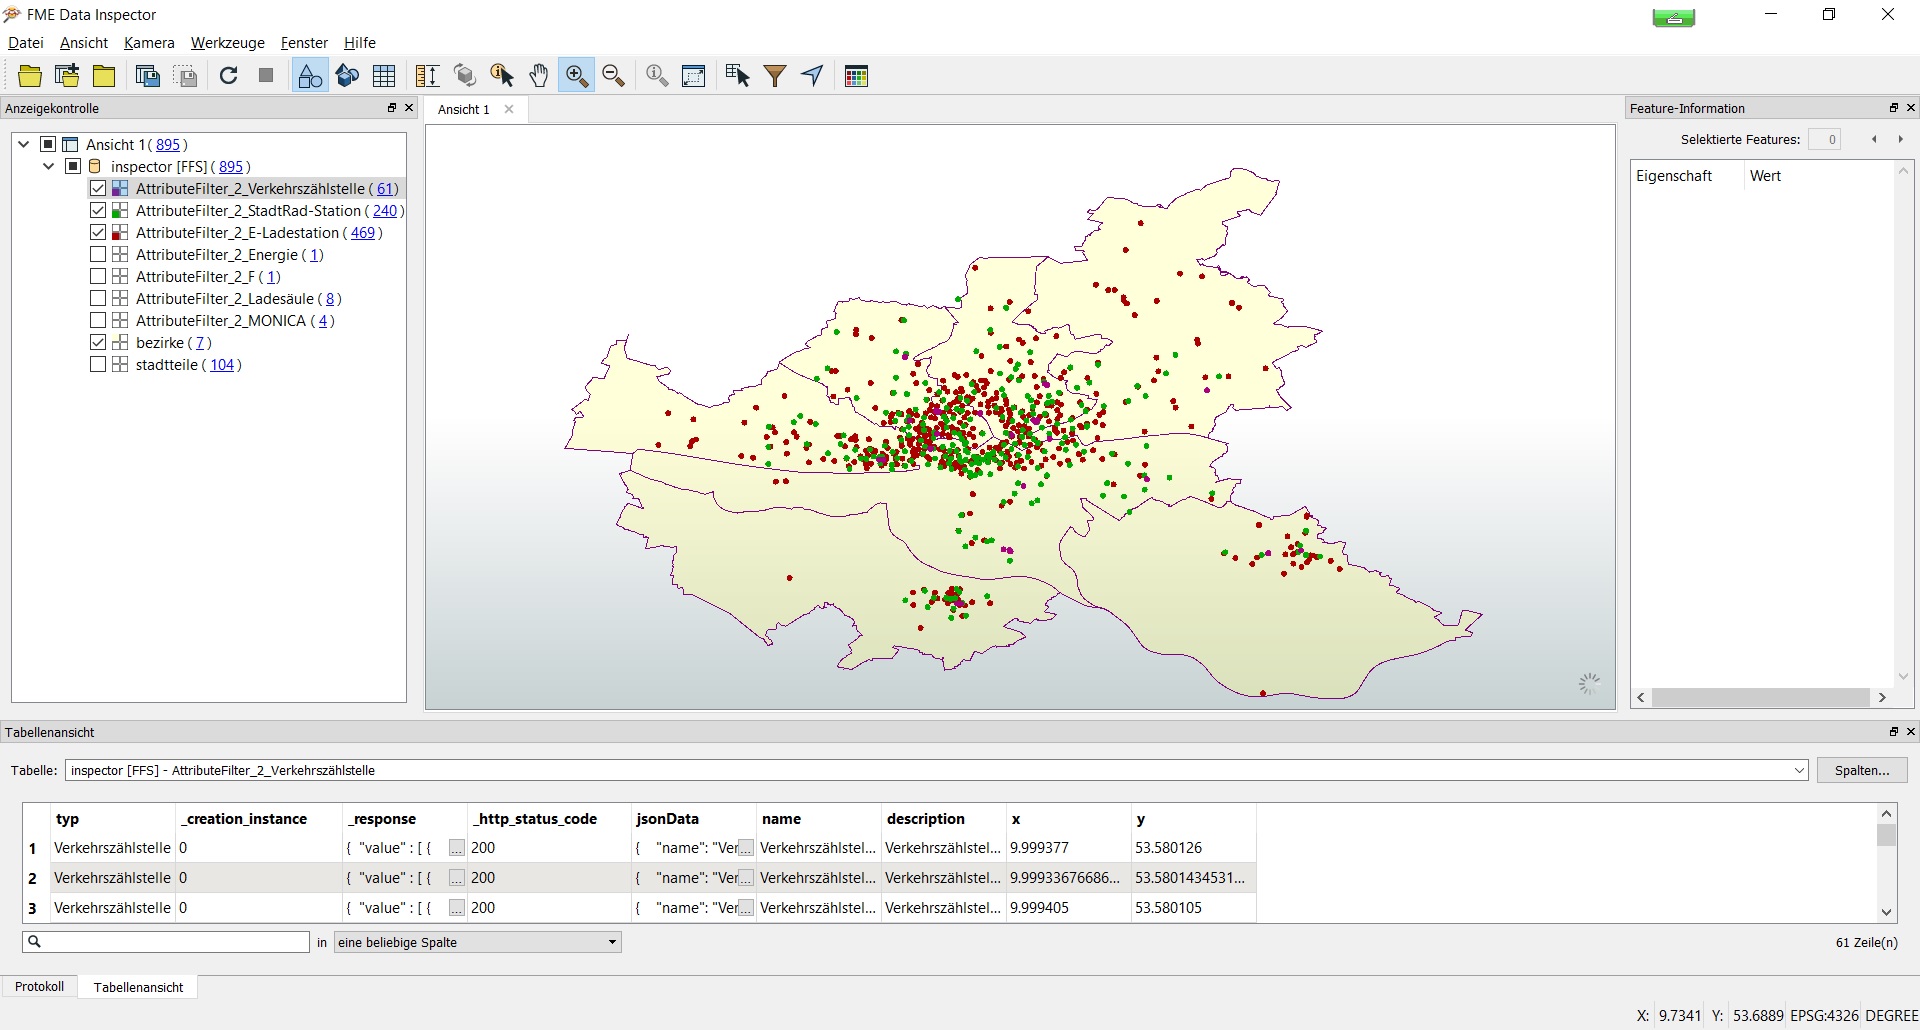 FME Data Inspector
Datei Ansicht Kamera Werkzeuge Fenster Hilfe
Anzeigekontrolle
Ansicht 1 (895)
inspector [FFS] (895)
AttributeFilter_2_Verkehrszählstelle (61)
AttributeFilter_2_StadtRad-Station (240)
AttributeFilter_2_E-Ladestation (469)
AttributeFilter_2_Energie (1)
AttributeFilter_2_F (1)
AttributeFilter_2_Ladesäule (8)
AttributeFilter_2_MONICA (4)
bezirke (7)
stadtteile (104)
Ansicht 1
Feature-Information
Selektierte Features: 0
Eigenschaft Wert
Tabellenansicht
Tabelle: inspector [FFS] - AttributeFilter_2_Verkehrszählstelle Spalten...
typ _creation_instance _response _http_status_code jsonData name description x y
1 Verkehrszählstelle 0 { "value" : [ { ... 200 { "name": "Ver... Verkehrszählstel... Verkehrszählstel... 9.999377 53.580126
2 Verkehrszählstelle 0 { "value" : [ { ... 200 { "name": "Ver... Verkehrszählstel... Verkehrszählstel... 9.99933676686... 53.5801434531...
3 Verkehrszählstelle 0 { "value" : [ { ... 200 { "name": "Ver... Verkehrszählstel... Verkehrszählstel... 9.999405 53.580105
in eine beliebige Spalte 61 Zeile(n)
Protokoll Tabellenansicht
X: 9.7341 Y: 53.6889 EPSG:4326 DEGREE